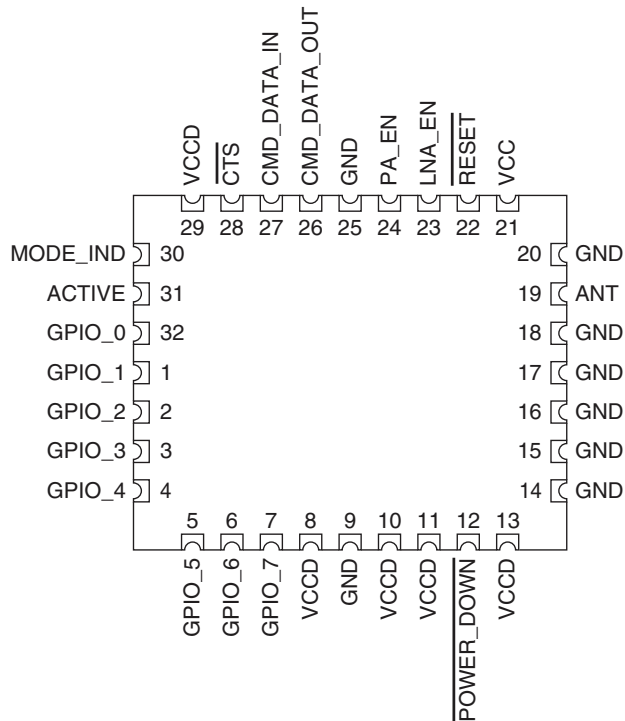 VCCD
CTS
CMD_DATA_IN
CMD_DATA_OUT
GND
PA_EN
LNA_EN
RESET
VCC
29 28 27 26 25 24 23 22 21
MODE_IND 30
20 GND
ACTIVE 31
19 ANT
GPIO_0 32
18 GND
GPIO_1 1
17 GND
GPIO_2 2
16 GND
GPIO_3 3
15 GND
GPIO_4 4
14 GND
5 6 7 8 9 10 11 12 13
GPIO_5
GPIO_6
GPIO_7
VCCD
GND
VCCD
VCCD
POWER_DOWN
VCCD